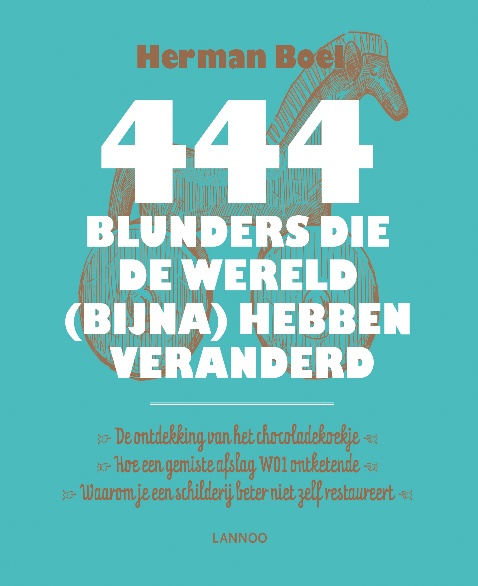 Herman Boel
444
BLUNDERS DIE
DE WERELD
(BIJNA) HEBBEN
VERANDERD
De ontdekking van het chocoladekoekje
Hoe een gemiste afslag WO1 ontketende
Waarom je een schilderij beter niet zelf restaureert
LANNOO